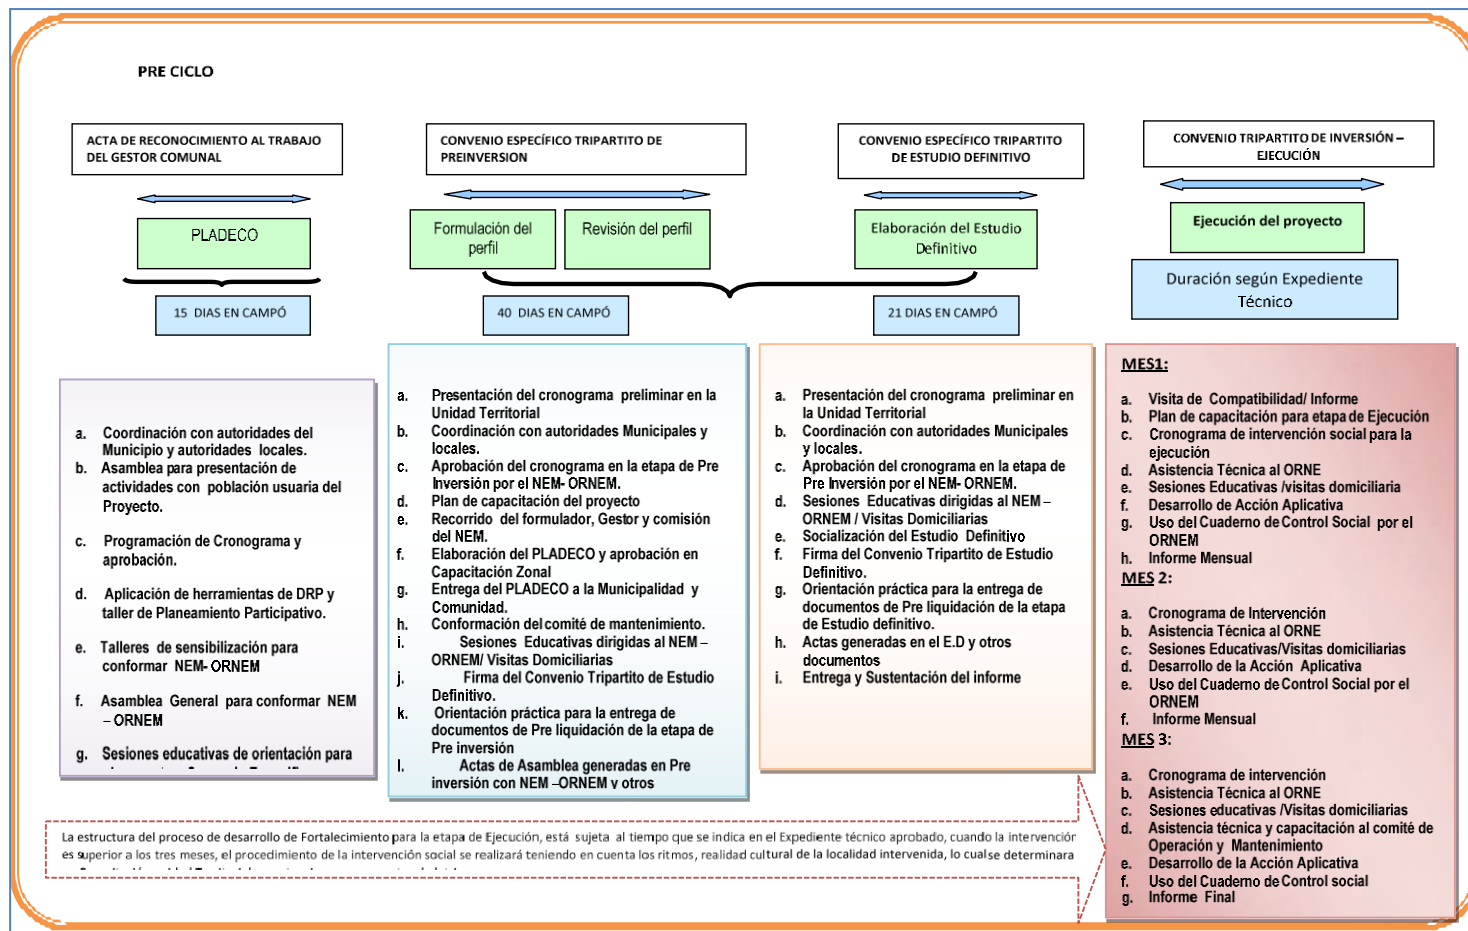 PRE CICLO
ACTA DE RECONOCIMIENTO AL TRABAJO
DEL GESTOR COMUNAL
CONVENIO ESPECÍFICO TRIPARTITO DE
PREINVERSION
CONVENIO ESPECÍFICO TRIPARTITO
DE ESTUDIO DEFINITIVO
CONVENIO TRIPARTITO DE INVERSIÓN –
EJECUCIÓN
PLADECO
Formulación del
perfil
Revisión del perfil
Elaboración del Estudio
Definitivo
Ejecución del proyecto
Duración según Expediente
Técnico
15 DIAS EN CAMPÓ
40 DIAS EN CAMPÓ
21 DIAS EN CAMPÓ
a. Coordinación con autoridades del
Municipio y autoridades locales.
b. Asamblea para presentación de
actividades con población usuaria del
Proyecto.
c. Programación de Cronograma y
aprobación.
d. Aplicación de herramientas de DRP y
taller de Planeamiento Participativo.
e. Talleres de sensibilización para
conformar NEM- ORNEM
f. Asamblea General para conformar NEM
– ORNEM
g. Sesiones educativas de orientación para
a. Presentación del cronograma preliminar en la
Unidad Territorial
b. Coordinación con autoridades Municipales y
locales.
c. Aprobación del cronograma en la etapa de Pre
Inversión por el NEM- ORNEM.
d. Plan de capacitación del proyecto
e. Recorrido del formulador, Gestor y comisión
del NEM.
f. Elaboración del PLADECO y aprobación en
Capacitación Zonal
g. Entrega del PLADECO a la Municipalidad y
Comunidad.
h. Conformación del comité de mantenimiento.
i. Sesiones Educativas dirigidas al NEM –
ORNEM/ Visitas Domiciliarias
j. Firma del Convenio Tripartito de Estudio
Definitivo.
k. Orientación práctica para la entrega de
documentos de Pre liquidación de la etapa de
Pre inversión
l. Actas de Asamblea generadas en Pre
inversión con NEM –ORNEM y otros
a. Presentación del cronograma preliminar en
la Unidad Territorial
b. Coordinación con autoridades Municipales
y locales.
c. Aprobación del cronograma en la etapa de
Pre Inversión por el NEM- ORNEM.
d. Sesiones Educativas dirigidas al NEM –
ORNEM / Visitas Domiciliarias
e. Socialización del Estudio Definitivo
f. Firma del Convenio Tripartito de Estudio
Definitivo.
g. Orientación práctica para la entrega de
documentos de Pre liquidación de la etapa
de Estudio definitivo.
h. Actas generadas en el E.D y otros
documentos
i. Entrega y Sustentación del informe
MES1:
a. Visita de Compatibilidad/ Informe
b. Plan de capacitación para etapa de Ejecución
c. Cronograma de intervención social para la
ejecución
d. Asistencia Técnica al ORNE
e. Sesiones Educativas /visitas domiciliaria
f. Desarrollo de Acción Aplicativa
g. Uso del Cuaderno de Control Social por el
ORNEM
h. Informe Mensual
MES 2:
a. Cronograma de Intervención
b. Asistencia Técnica al ORNE
c. Sesiones Educativas/Visitas domiciliarias
d. Desarrollo de la Acción Aplicativa
e. Uso del Cuaderno de Control Social por el
ORNEM
f. Informe Mensual
MES 3:
a. Cronograma de intervención
b. Asistencia Técnica al ORNE
c. Sesiones educativas /Visitas domiciliarias
d. Asistencia técnica y capacitación al comité de
Operación y Mantenimiento
e. Desarrollo de la Acción Aplicativa
f. Uso del Cuaderno de Control social
g. Informe Final
La estructura del proceso de desarrollo de Fortalecimiento para la etapa de Ejecución, está sujeta al tiempo que se indica en el Expediente técnico aprobado, cuando la intervención
es superior a los tres meses, el procedimiento de la intervención social se realizará teniendo en cuenta los ritmos, realidad cultural de la localidad intervenida, lo cual se determinara